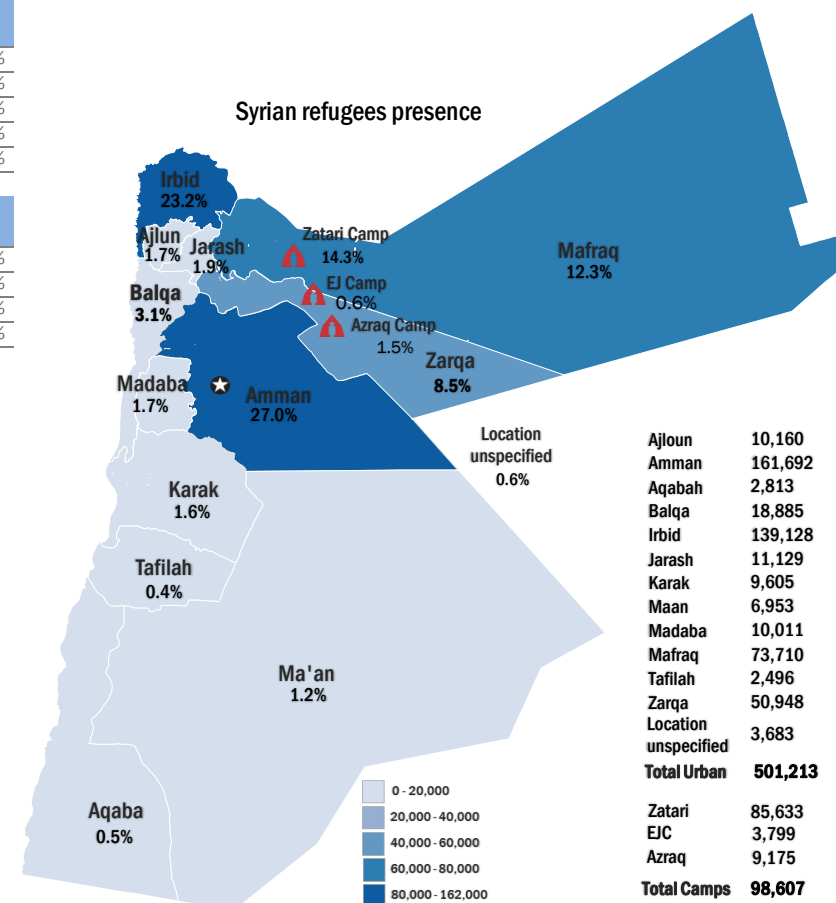 %
%
%
%
%
%
%
%
%
Syrian refugees presence
Irbid
23.2%
Ajlun
1.7%
Jarash
1.9%
Zatari Camp
14.3%
Mafraq
12.3%
EJ Camp
0.6%
Balqa
3.1%
Azraq Camp
1.5%
Zarqa
8.5%
Madaba
1.7%
Amman
27.0%
Location
unspecified
0.6%
Karak
1.6%
Tafilah
0.4%
Ma'an
1.2%
Aqaba
0.5%
0 - 20,000
20,000 - 40,000
40,000 - 60,000
60,000 - 80,000
80,000 - 162,000
Ajloun 10,160
Amman 161,692
Aqabah 2,813
Balqa 18,885
Irbid 139,128
Jarash 11,129
Karak 9,605
Maan 6,953
Madaba 10,011
Mafraq 73,710
Tafilah 2,496
Zarqa 50,948
Location
unspecified 3,683
Total Urban 501,213
Zatari 85,633
EJC 3,799
Azraq 9,175
Total Camps 98,607